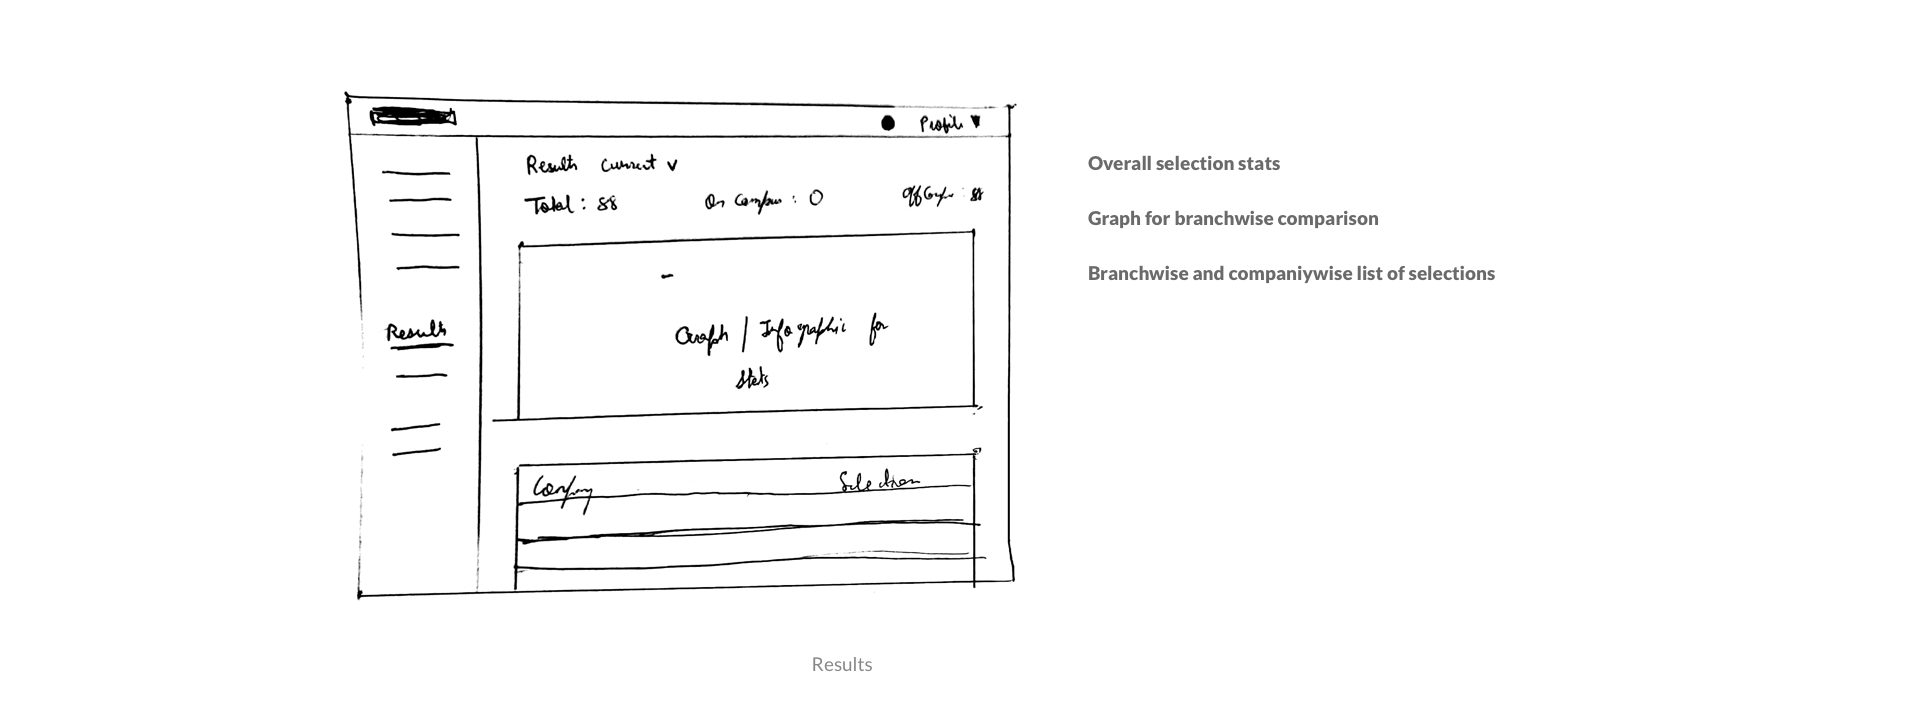 Profile
Results Current
Total : 88 On Campus : 0 Off Campus : 88
Results
Graph / Infographic for
Stats
Company Selection
Overall selection stats
Graph for branchwise comparison
Branchwise and companiywise list of selections
Results